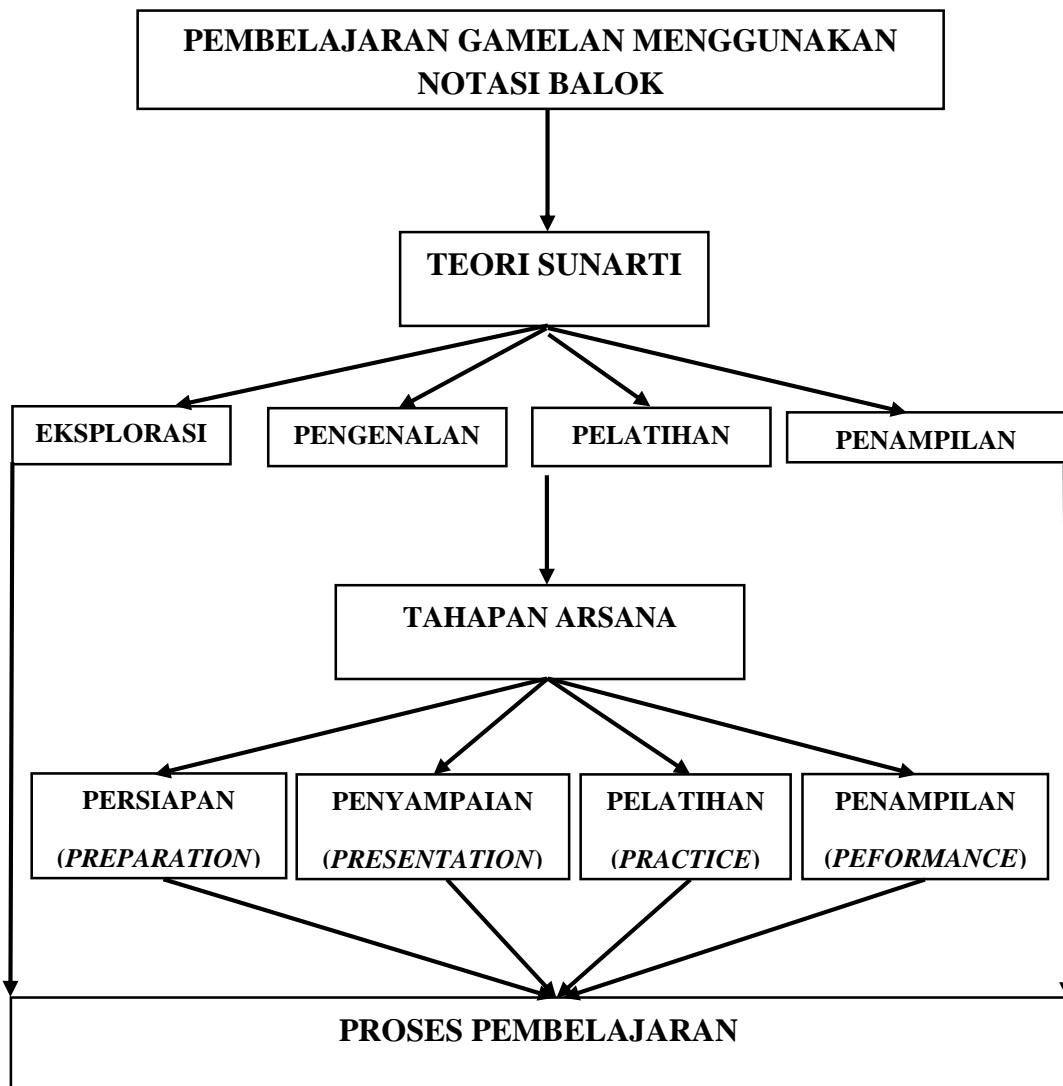 PEMBELAJARAN GAMELAN MENGGUNAKAN
NOTASI BALOK
TEORI SUNARTI
EKSPLORASI
PENGENALAN
PELATIHAN
PENAMPILAN
TAHAPAN ARSANA
PERSIAPAN
(PREPARATION)
PENYAMPAIAN
(PRESENTATION)
PELATIHAN
(PRACTICE)
PENAMPILAN
(PEFORMANCE)
PROSES PEMBELAJARAN